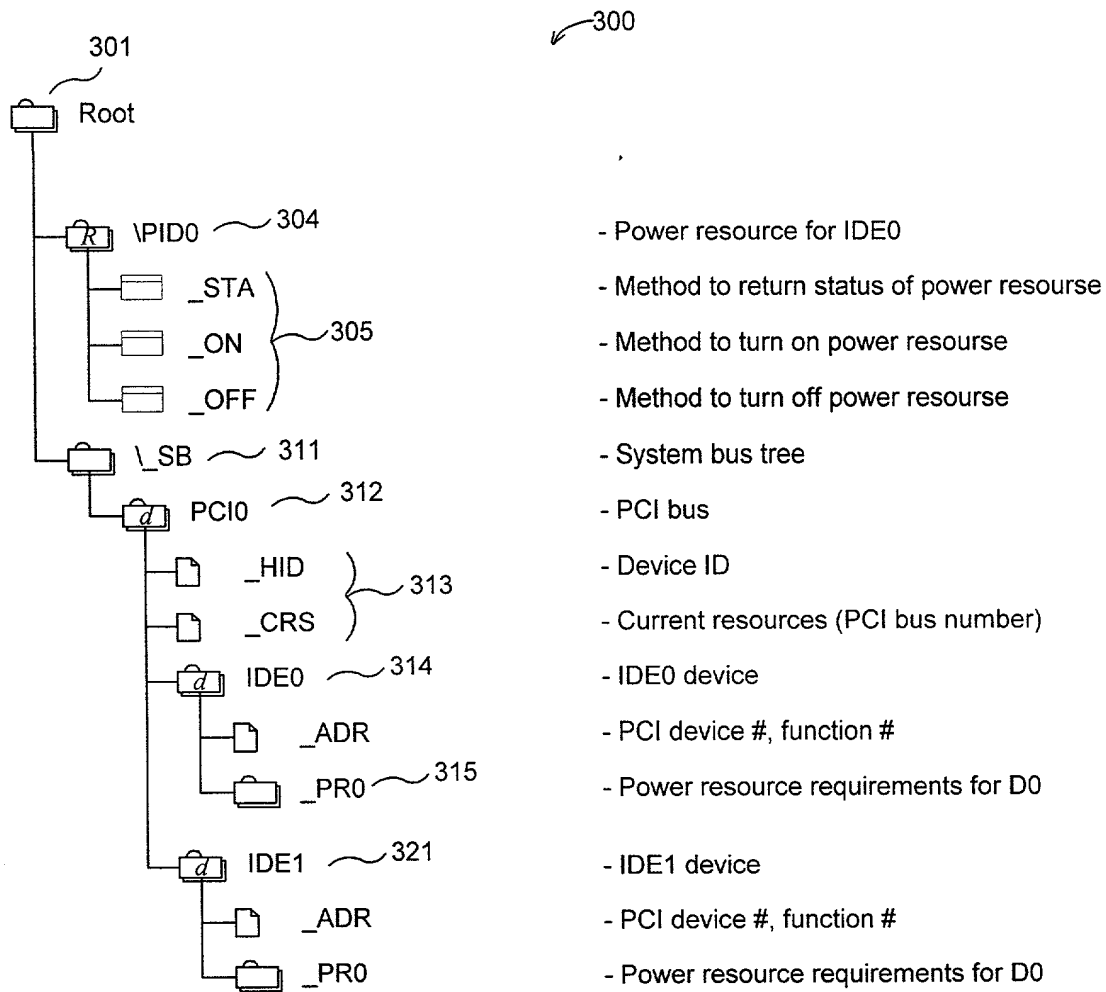 300
301
Root
R \PID0 304 - Power resource for IDE0
_STA - Method to return status of power resourse
_ON 305 - Method to turn on power resourse
_OFF - Method to turn off power resourse
\_SB 311 - System bus tree
d PCI0 312 - PCI bus
_HID - Device ID
313
_CRS - Current resources (PCI bus number)
d IDE0 314 - IDE0 device
_ADR - PCI device #, function #
_PR0 315 - Power resource requirements for D0
d IDE1 321 - IDE1 device
_ADR - PCI device #, function #
_PR0 - Power resource requirements for D0